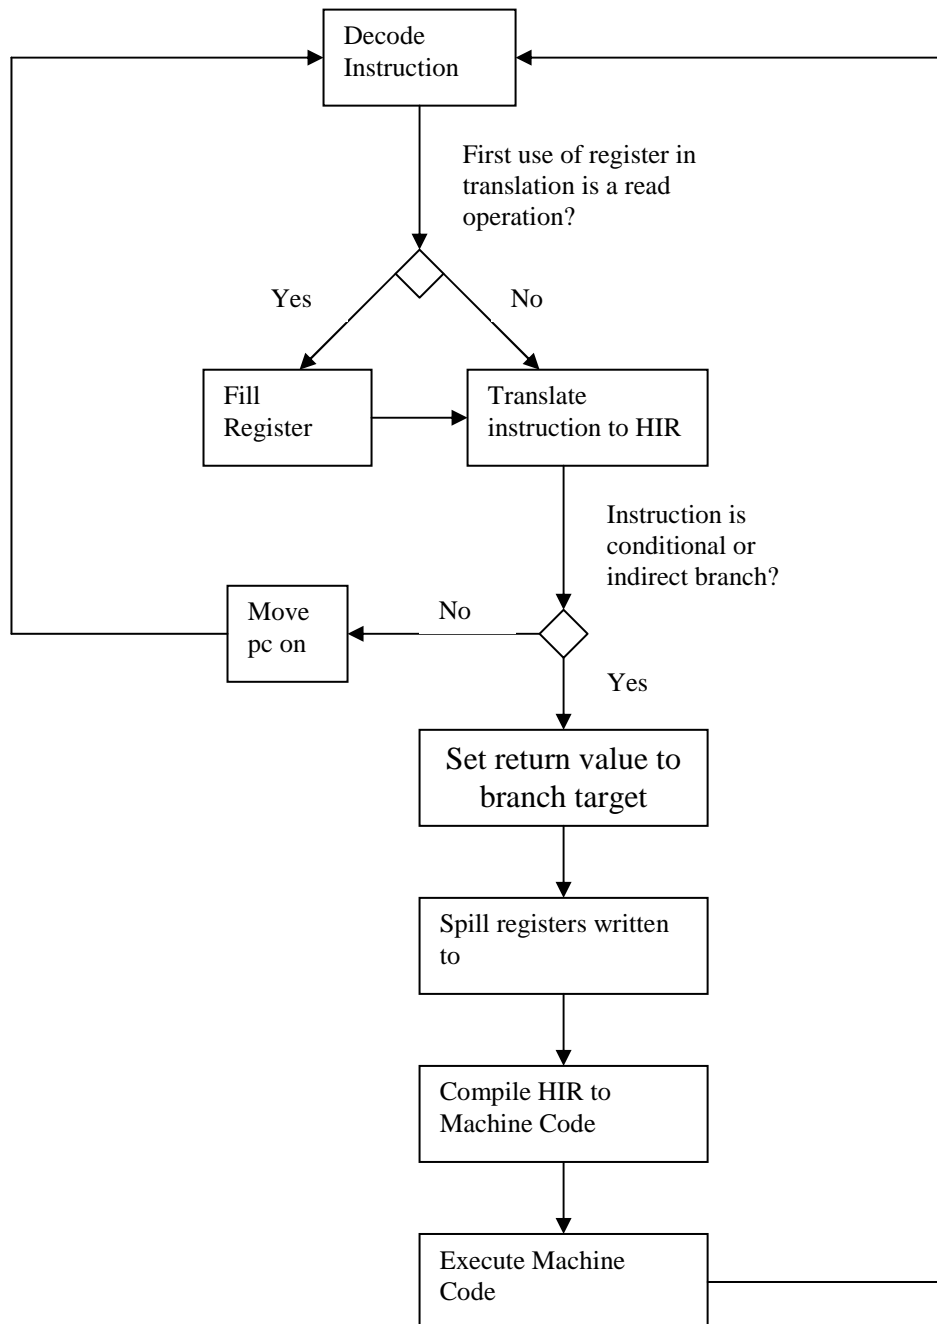 Decode
Instruction
First use of register in
translation is a read
operation?
Yes
No
Fill
Register
Translate
instruction to HIR
Instruction is
conditional or
indirect branch?
Move
pc on
No
Yes
Set return value to
branch target
Spill registers written
to
Compile HIR to
Machine Code
Execute Machine
Code